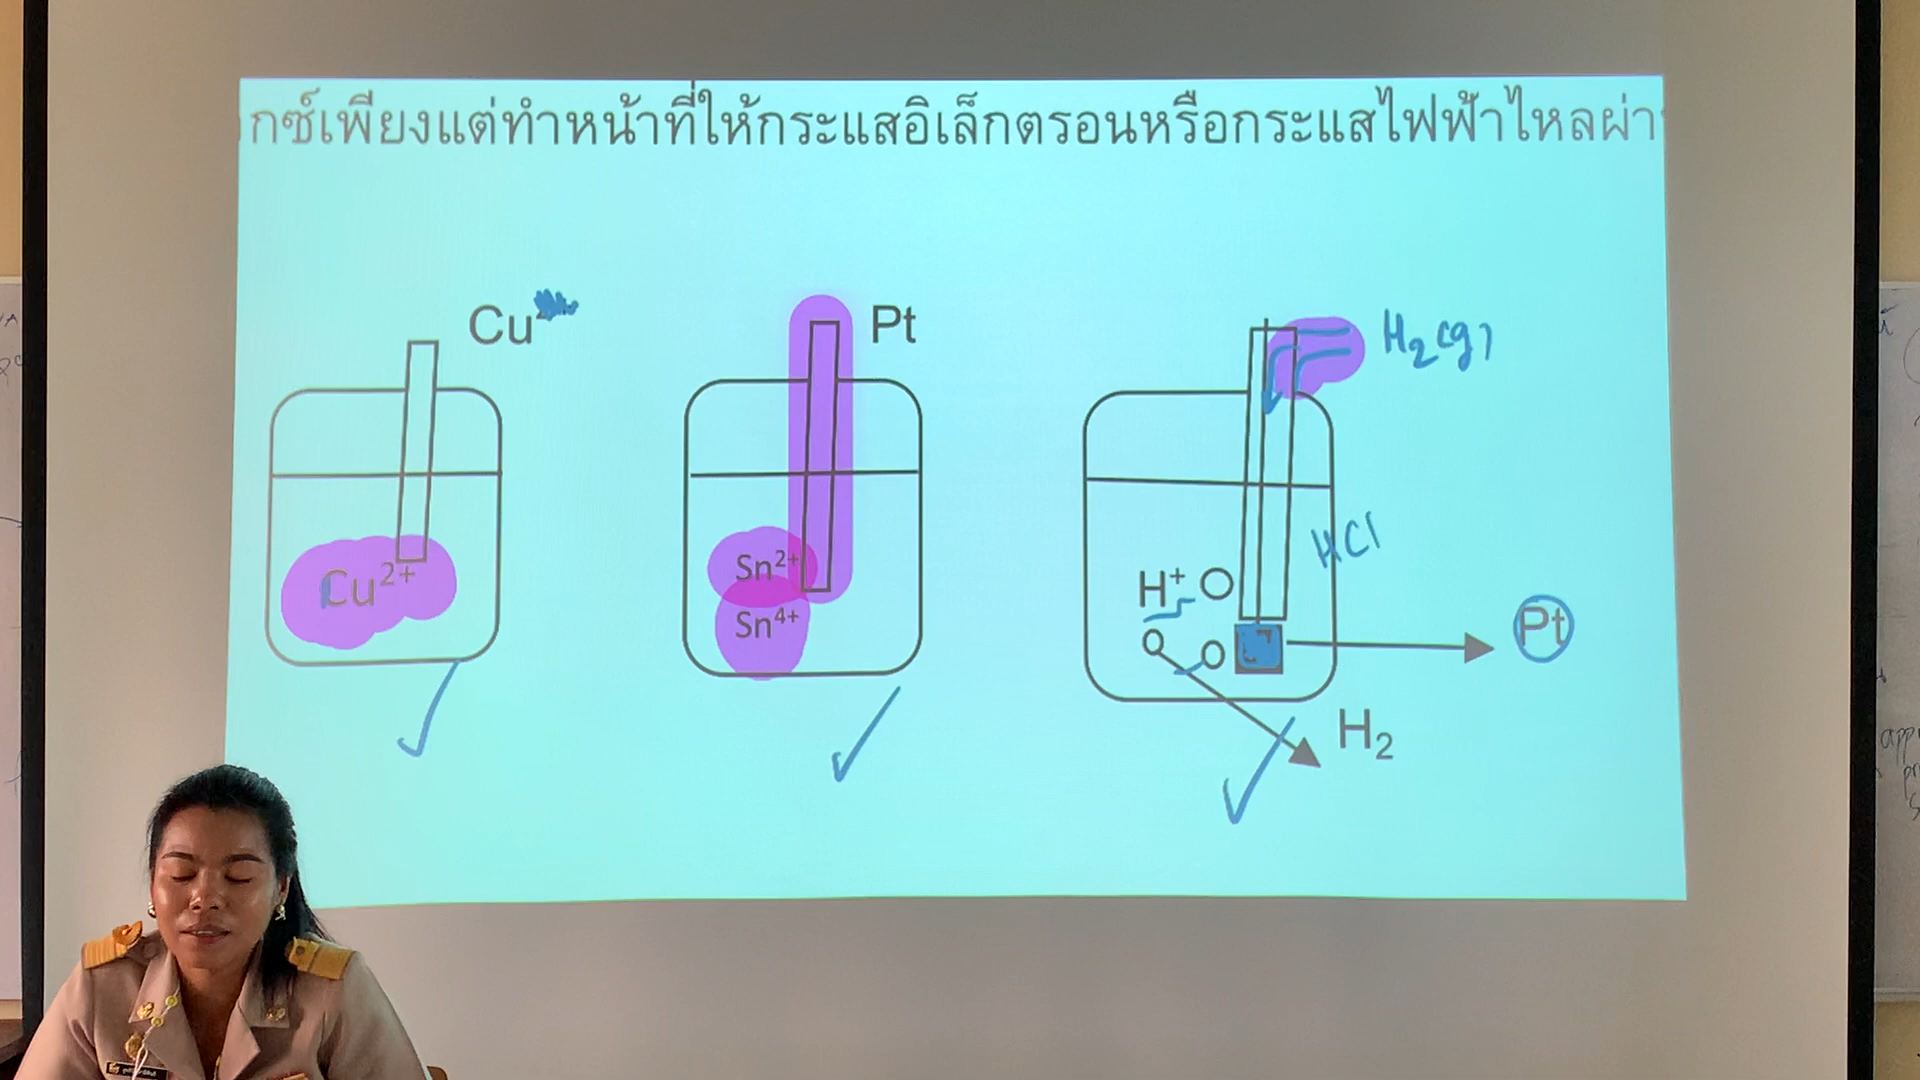 กซ์เพียงแต่ทำหน้าที่ให้กระแสอิเล็กตรอนหรือกระแสไฟฟ้าไหลผ่า
Cu
Pt
H₂(g)
HCl
Cu²⁺
Sn²⁺
Sn⁴⁺
H⁺
Pt
H₂